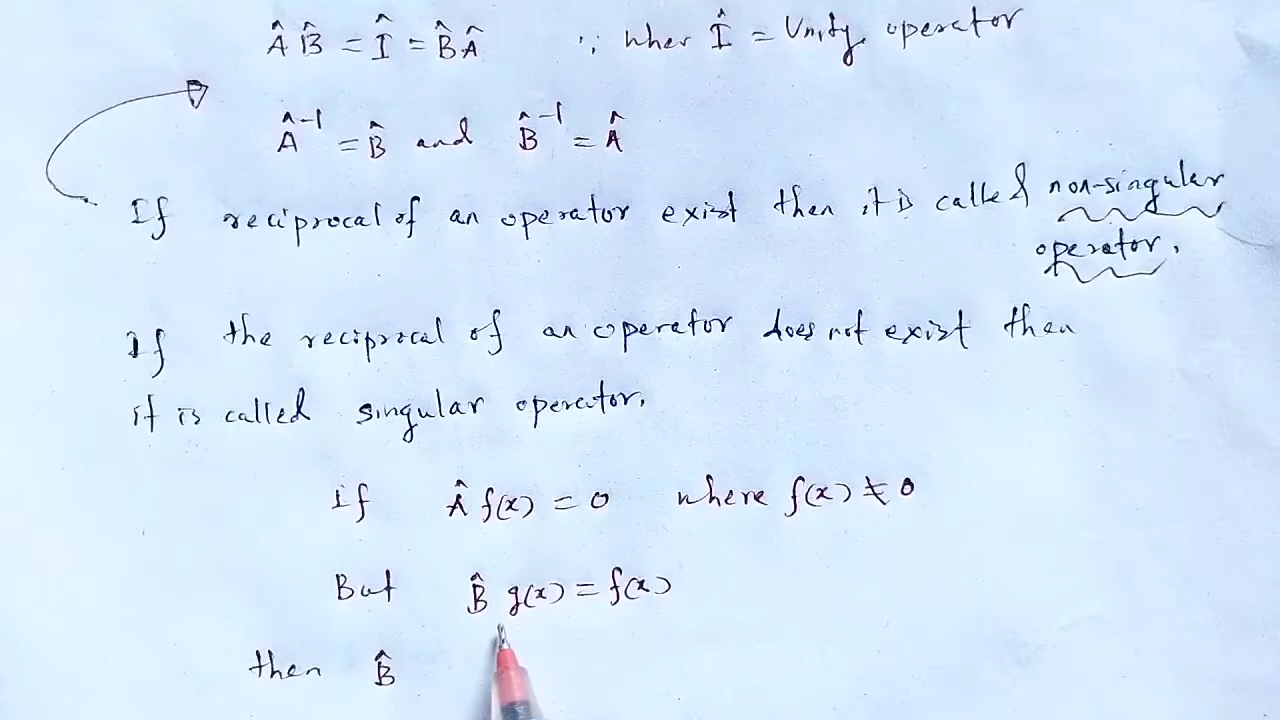 Â B̂ = Î = B̂ Â ∵ wher Î = Unity operator
Â⁻¹ = B̂ and B̂⁻¹ = Â
If reciprocal of an operator exist then it is called non-singular
operator.
If the reciprocal of an operator does not exist then
it is called singular operator.
if Â f(x) = 0 where f(x) ≠ 0
But B̂ g(x) = f(x)
then B̂